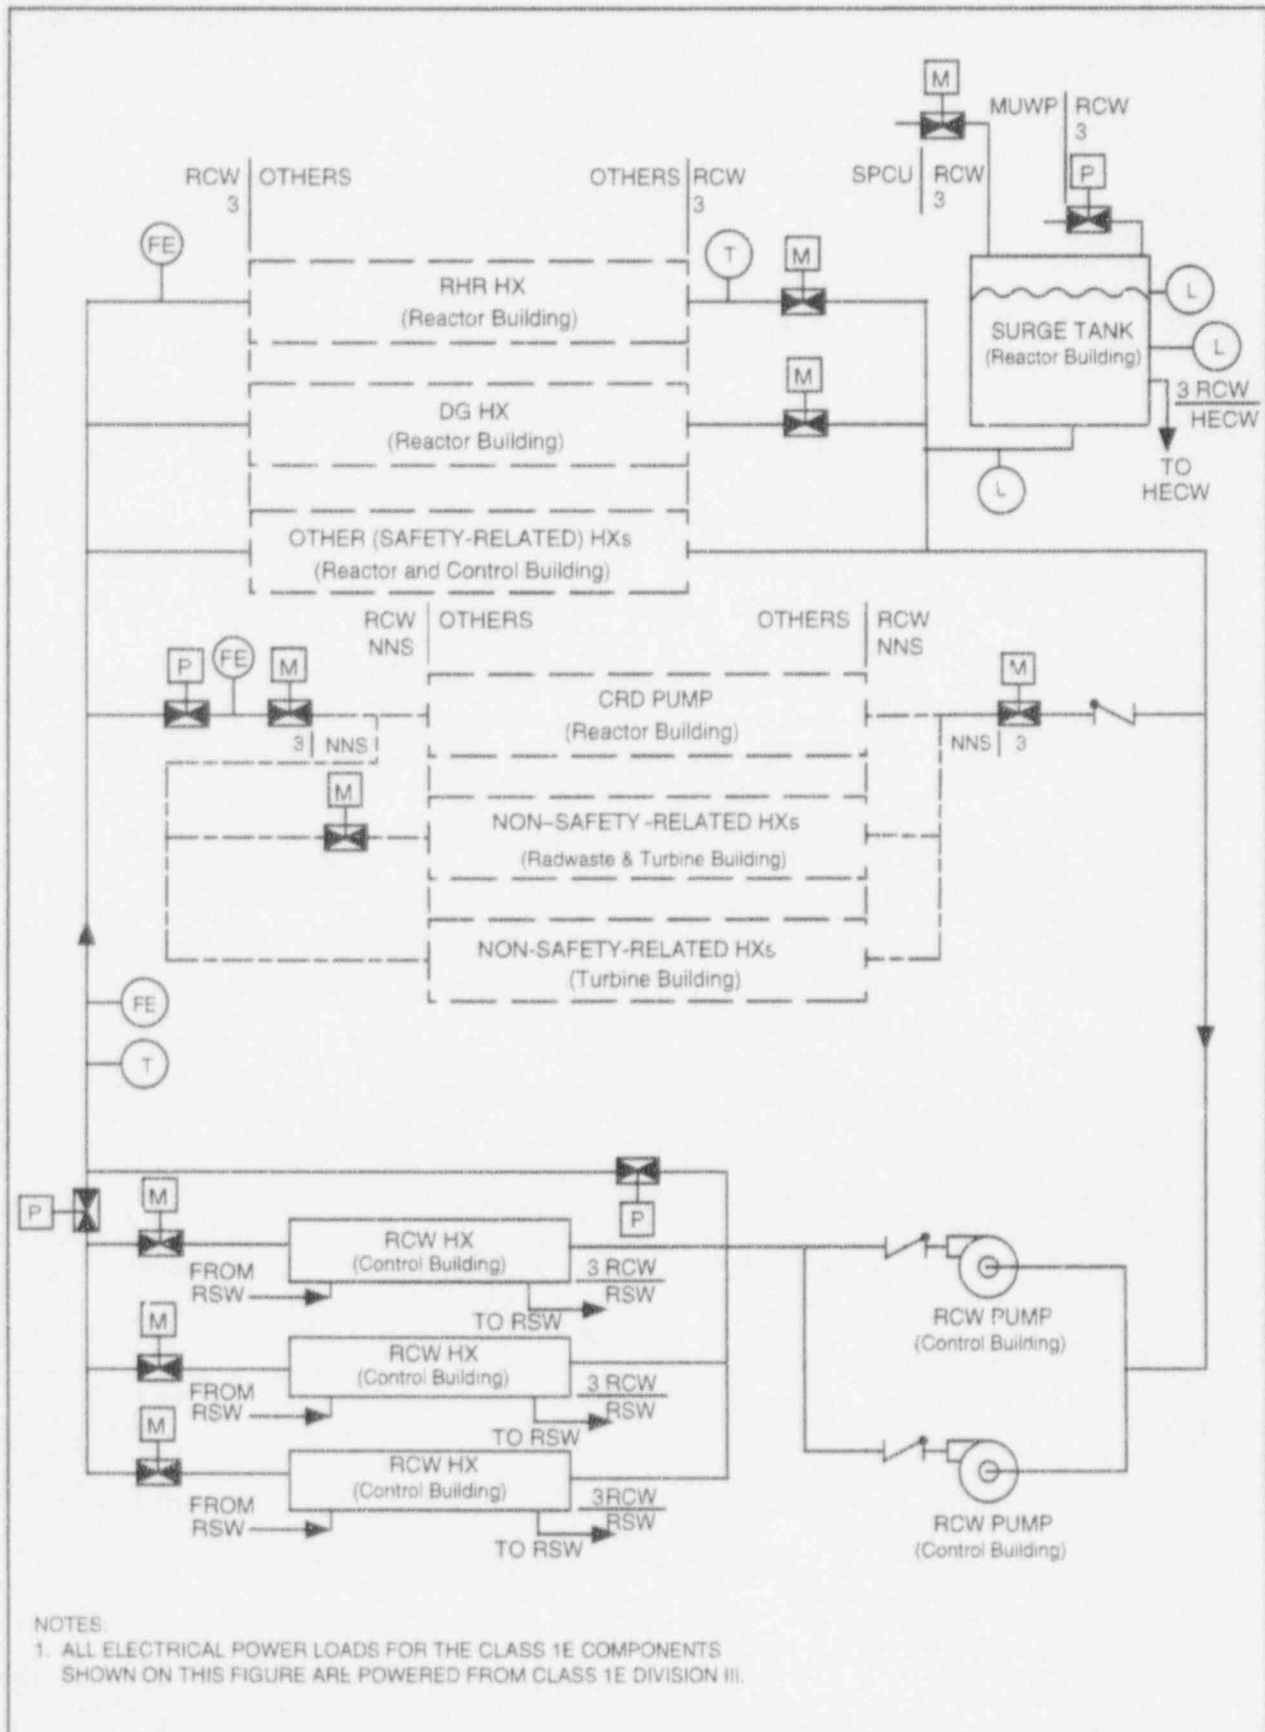 M
MUWP RCW
3
SPCU RCW
3
P
RCW OTHERS
3
OTHERS RCW
3
FE
RHR HX
(Reactor Building)
T
M
SURGE TANK
(Reactor Building)
L
L
3 RCW
HECW
TO
HECW
L
DG HX
(Reactor Building)
M
OTHER (SAFETY-RELATED) HXs
(Reactor and Control Building)
RCW OTHERS
NNS
OTHERS RCW
NNS
P
FE
M
3 NNS
CRD PUMP
(Reactor Building)
M
NNS 3
M
NON-SAFETY-RELATED HXs
(Radwaste & Turbine Building)
NON-SAFETY-RELATED HXs
(Turbine Building)
FE
T
P
P
M
RCW HX
(Control Building)
FROM
RSW
TO RSW
3 RCW
RSW
RCW PUMP
(Control Building)
M
RCW HX
(Control Building)
FROM
RSW
TO RSW
3 RCW
RSW
M
RCW HX
(Control Building)
FROM
RSW
TO RSW
3RCW
RSW
RCW PUMP
(Control Building)
NOTES:
1. ALL ELECTRICAL POWER LOADS FOR THE CLASS 1E COMPONENTS
SHOWN ON THIS FIGURE ARE POWERED FROM CLASS 1E DIVISION III.